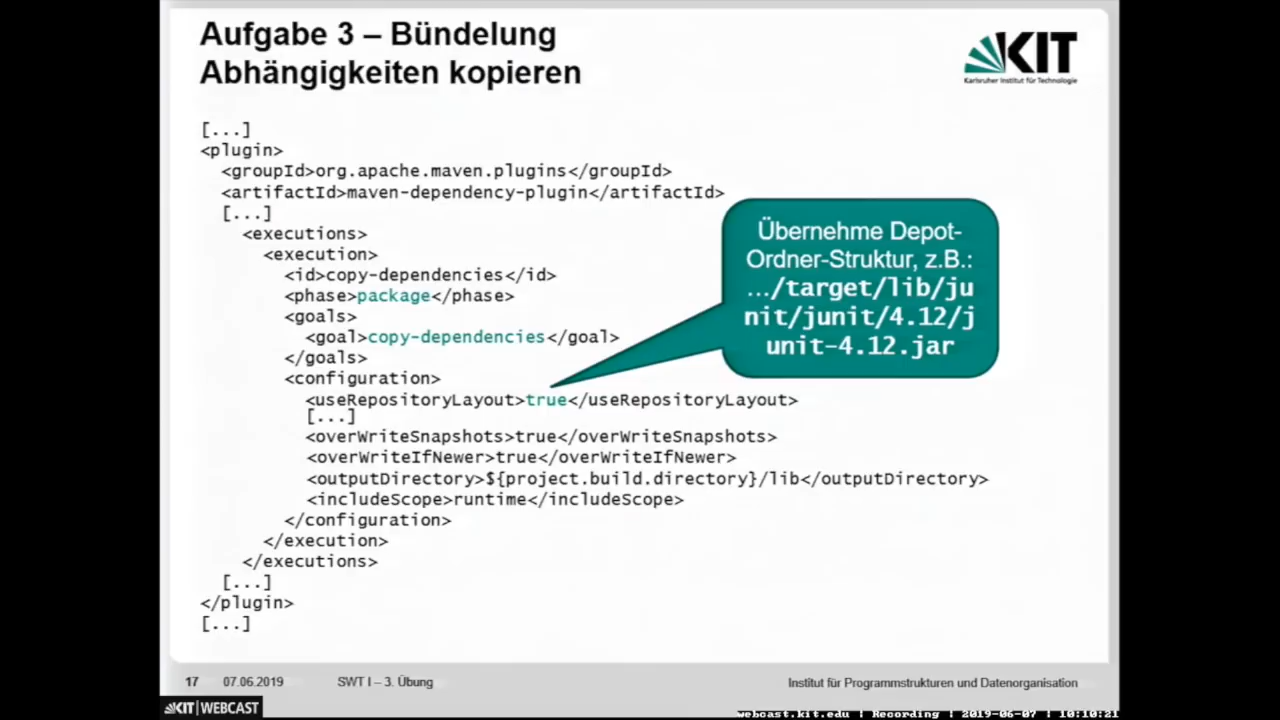 Aufgabe 3 – Bündelung
Abhängigkeiten kopieren
KIT
Karlsruher Institut für Technologie
[...]
<plugin>
<groupId>org.apache.maven.plugins</groupId>
<artifactId>maven-dependency-plugin</artifactId>
[...]
<executions>
<execution>
<id>copy-dependencies</id>
<phase>package</phase>
<goals>
<goal>copy-dependencies</goal>
</goals>
<configuration>
<useRepositoryLayout>true</useRepositoryLayout>
[...]
<overWriteSnapshots>true</overWriteSnapshots>
<overWriteIfNewer>true</overWriteIfNewer>
<outputDirectory>${project.build.directory}/lib</outputDirectory>
<includeScope>runtime</includeScope>
</configuration>
</execution>
</executions>
[...]
</plugin>
[...]
Übernehme Depot-
Ordner-Struktur, z.B.:
…/target/lib/ju
nit/junit/4.12/j
unit-4.12.jar
17 07.06.2019 SWT I – 3. Übung Institut für Programmstrukturen und Datenorganisation
KIT | WEBCAST
webcast.kit.edu | Recording | 2019-06-07 | 10:10:21